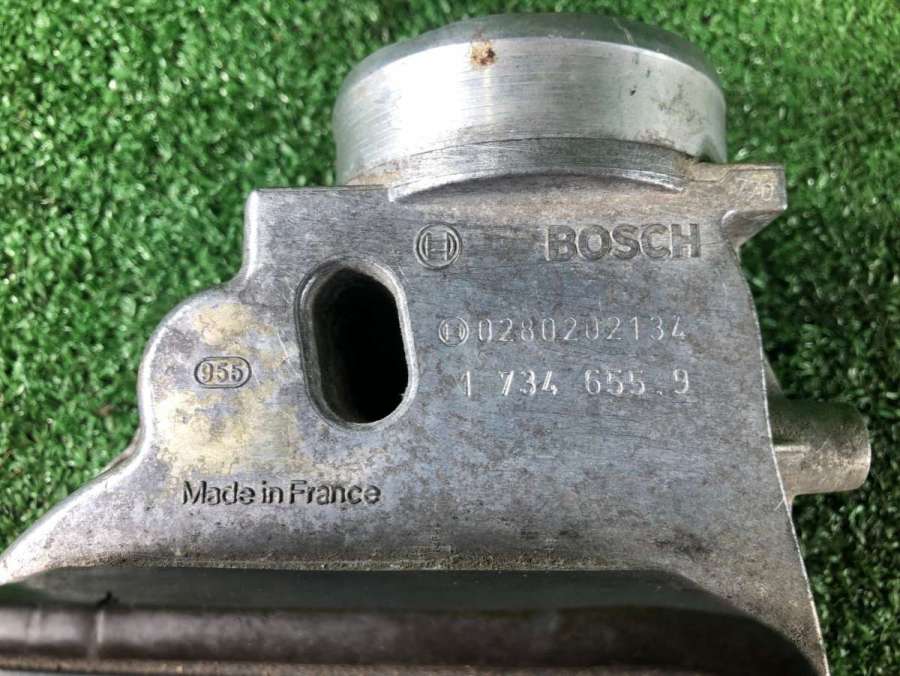 BOSCH
0280202134
1 734 655.9
955
Made in France